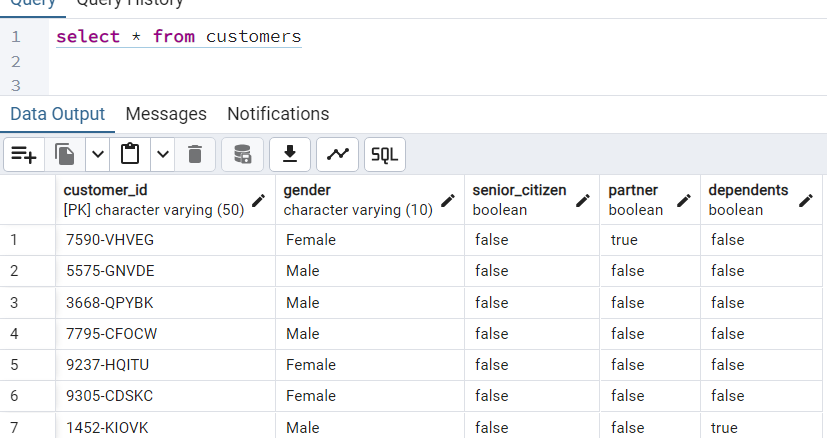 Query Query History
1 select * from customers
2
3
Data Output Messages Notifications
SQL
customer_id gender senior_citizen partner dependents
[PK] character varying (50) character varying (10) boolean boolean boolean
1 7590-VHVEG Female false true false
2 5575-GNVDE Male false false false
3 3668-QPYBK Male false false false
4 7795-CFOCW Male false false false
5 9237-HQITU Female false false false
6 9305-CDSKC Female false false false
7 1452-KIOVK Male false false true